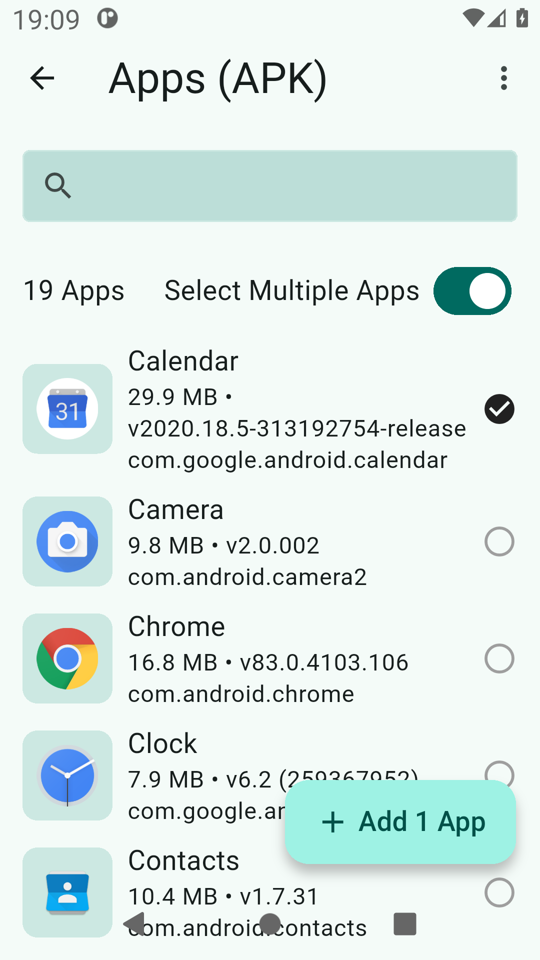 19:09
Apps (APK)
19 Apps
Select Multiple Apps
Calendar
29.9 MB •
v2020.18.5-313192754-release
com.google.android.calendar
31
Camera
9.8 MB • v2.0.002
com.android.camera2
Chrome
16.8 MB • v83.0.4103.106
com.android.chrome
Clock
7.9 MB • v6.2 (259367952)
+ Add 1 App
Contacts
10.4 MB • v1.7.31
com.android.contacts